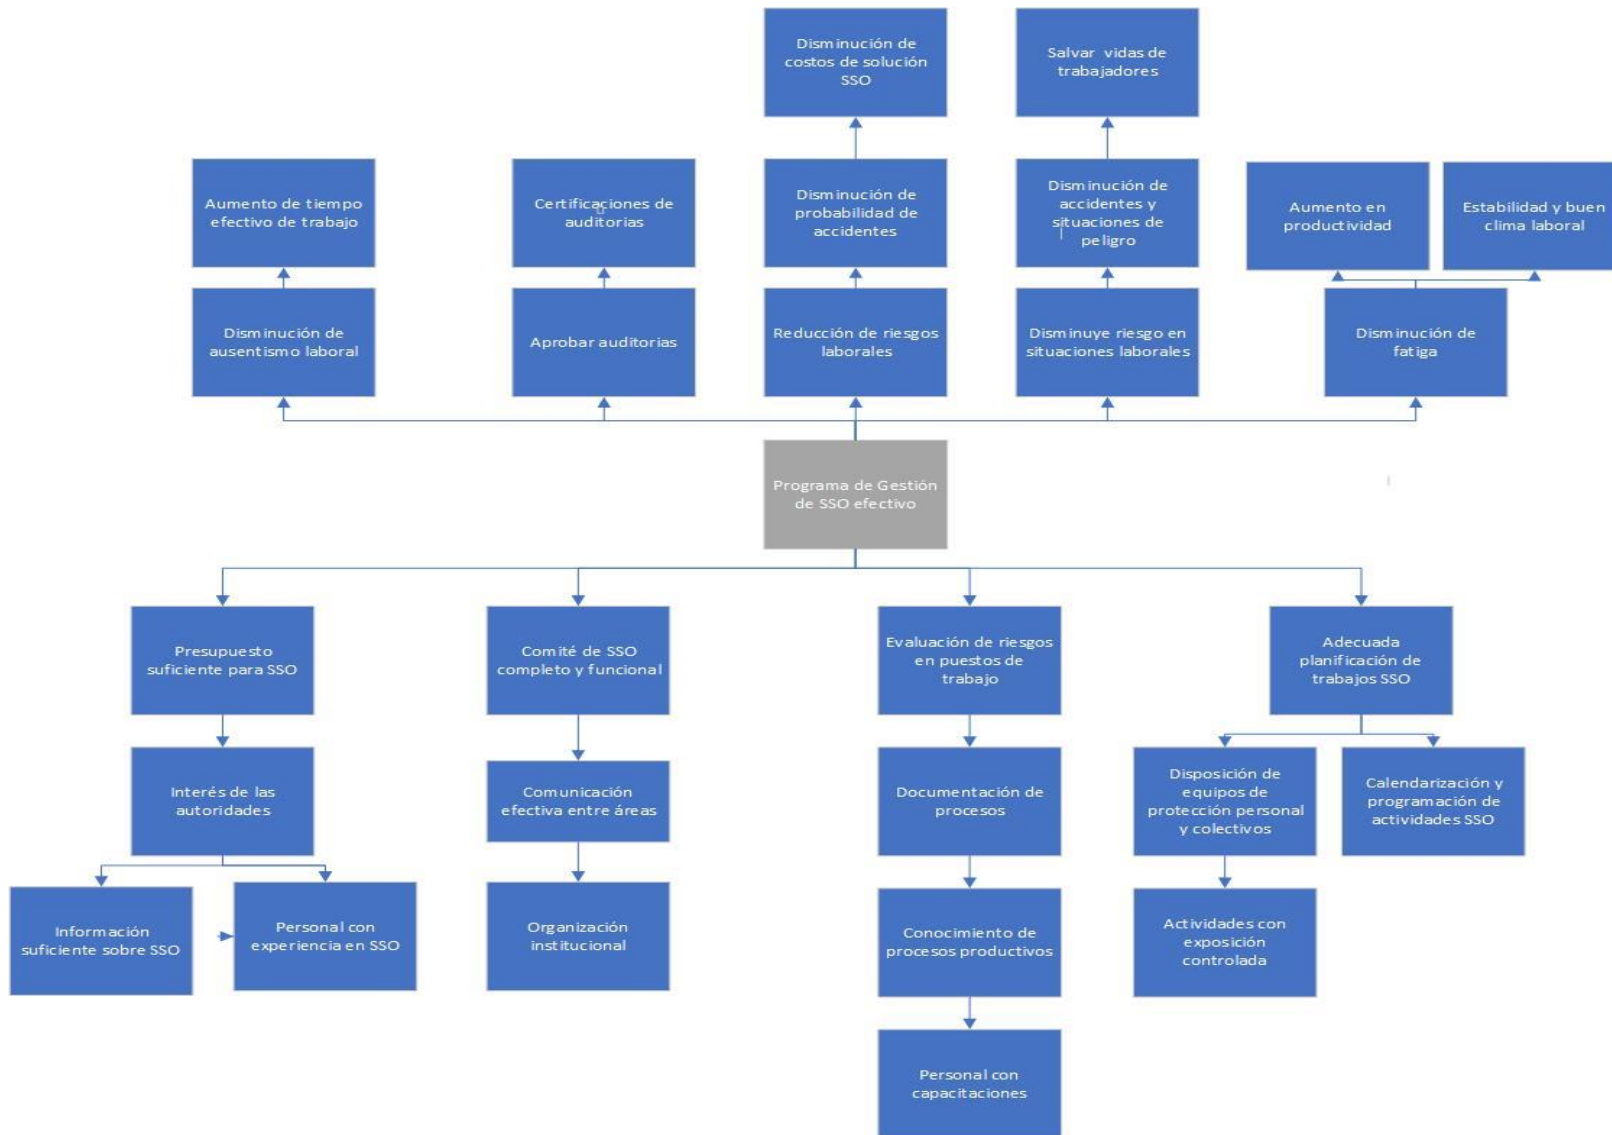 Disminución de
costos de solución
SSO
Salvar vidas de
trabajadores
Aumento de tiempo
efectivo de trabajo
Certificaciones de
auditorias
Disminución de
probabilidad de
accidentes
Disminución de
accidentes y
situaciones de
peligro
Aumento en
productividad
Estabilidad y buen
clima laboral
Disminución de
ausentismo laboral
Aprobar auditorias
Reducción de riesgos
laborales
Disminuye riesgo en
situaciones laborales
Disminución de
fatiga
Programa de Gestión
de SSO efectivo
Presupuesto
suficiente para SSO
Comité de SSO
completo y funcional
Evaluación de riesgos
en puestos de
trabajo
Adecuada
planificación de
trabajos SSO
Interés de las
autoridades
Comunicación
efectiva entre áreas
Documentación de
procesos
Disposición de
equipos de
protección personal
y colectivos
Calendarización y
programación de
actividades SSO
Información
suficiente sobre SSO
Personal con
experiencia en SSO
Organización
institucional
Conocimiento de
procesos productivos
Actividades con
exposición
controlada
Personal con
capacitaciones